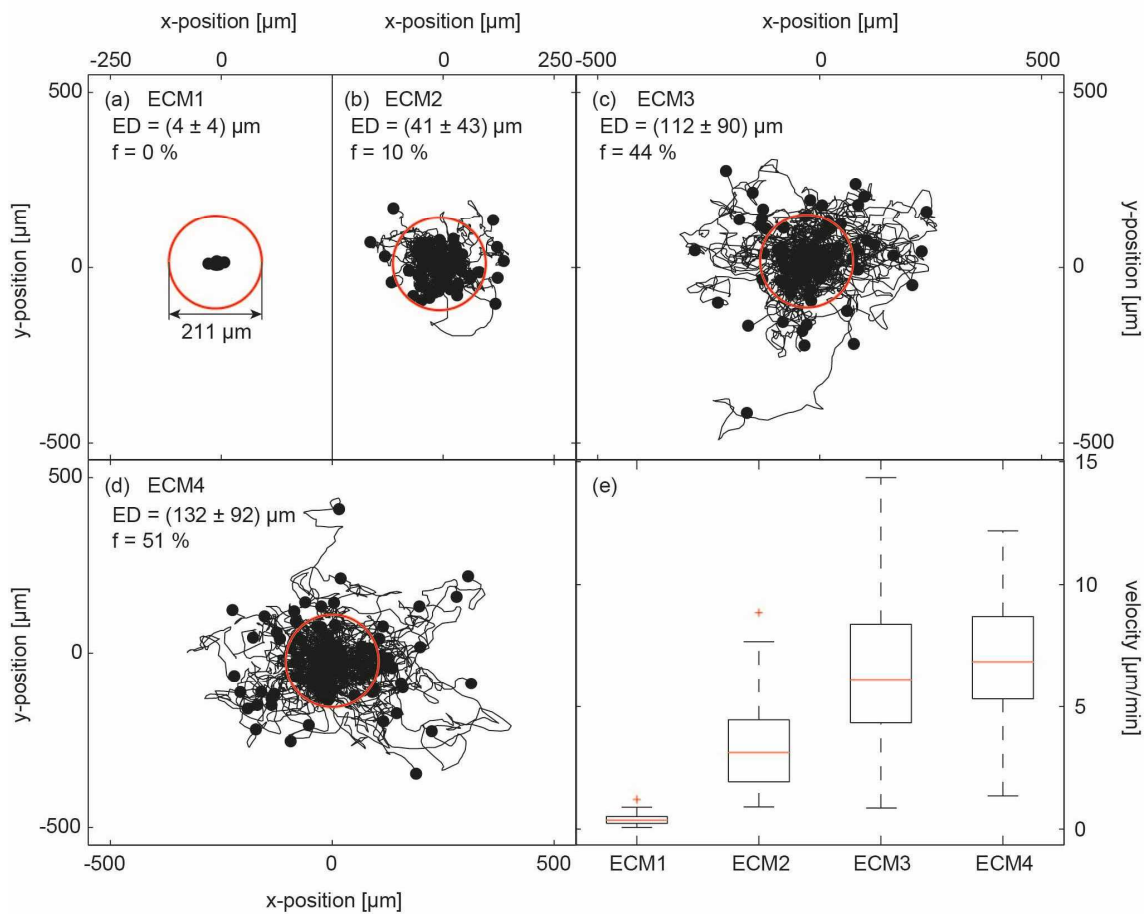 x-position [µm]
x-position [µm]
x-position [µm]
-250 0 0 250 -500 0 500
500
(a) ECM1
ED = (4 ± 4) µm
f = 0 %
211 µm
(b) ECM2
ED = (41 ± 43) µm
f = 10 %
(c) ECM3
ED = (112 ± 90) µm
f = 44 %
500
y-position [µm]
0
-500
y-position [µm]
0
-500
500
(d) ECM4
ED = (132 ± 92) µm
f = 51 %
y-position [µm]
0
-500
-500 0 500
x-position [µm]
(e)
15
10
velocity [µm/min]
5
0
ECM1 ECM2 ECM3 ECM4